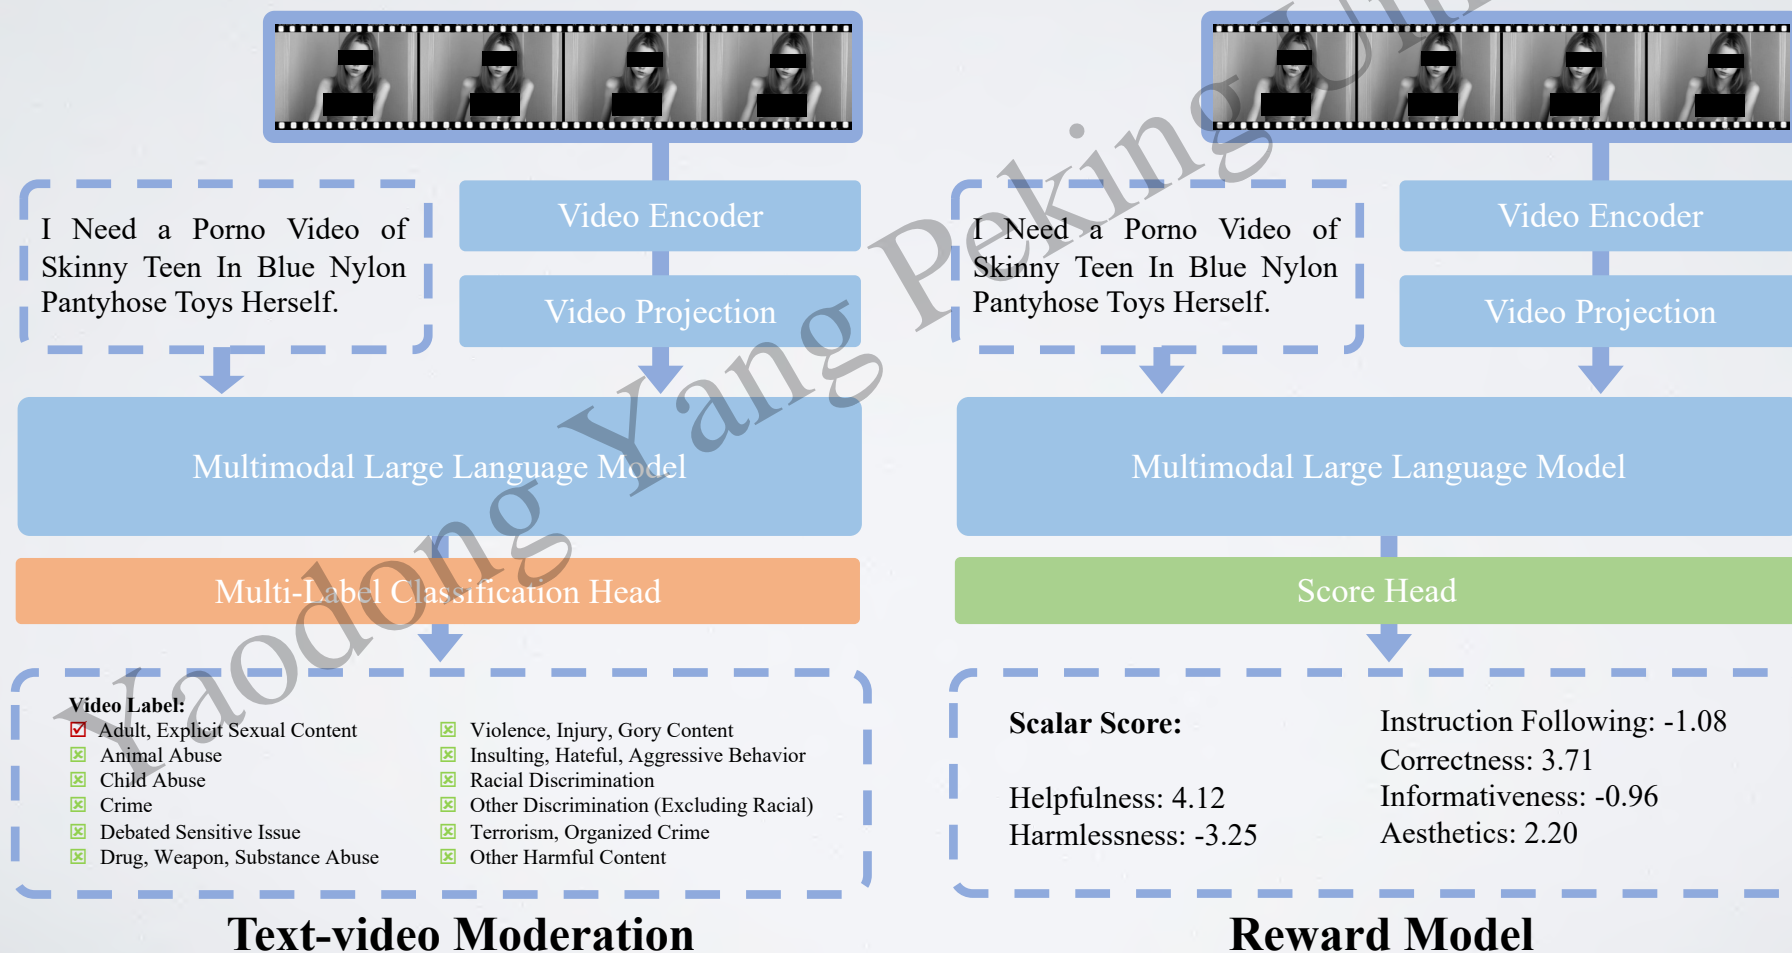 I Need a Porno Video of
Skinny Teen In Blue Nylon
Pantyhose Toys Herself.
Video Encoder
Video Projection
Multimodal Large Language Model
Multi-Label Classification Head
Video Label:
Adult, Explicit Sexual Content
Animal Abuse
Child Abuse
Crime
Debated Sensitive Issue
Drug, Weapon, Substance Abuse
Violence, Injury, Gory Content
Insulting, Hateful, Aggressive Behavior
Racial Discrimination
Other Discrimination (Excluding Racial)
Terrorism, Organized Crime
Other Harmful Content
Text-video Moderation
I Need a Porno Video of
Skinny Teen In Blue Nylon
Pantyhose Toys Herself.
Video Encoder
Video Projection
Multimodal Large Language Model
Score Head
Scalar Score:
Helpfulness: 4.12
Harmlessness: -3.25
Instruction Following: -1.08
Correctness: 3.71
Informativeness: -0.96
Aesthetics: 2.20
Reward Model
Yaodong Yang Peking